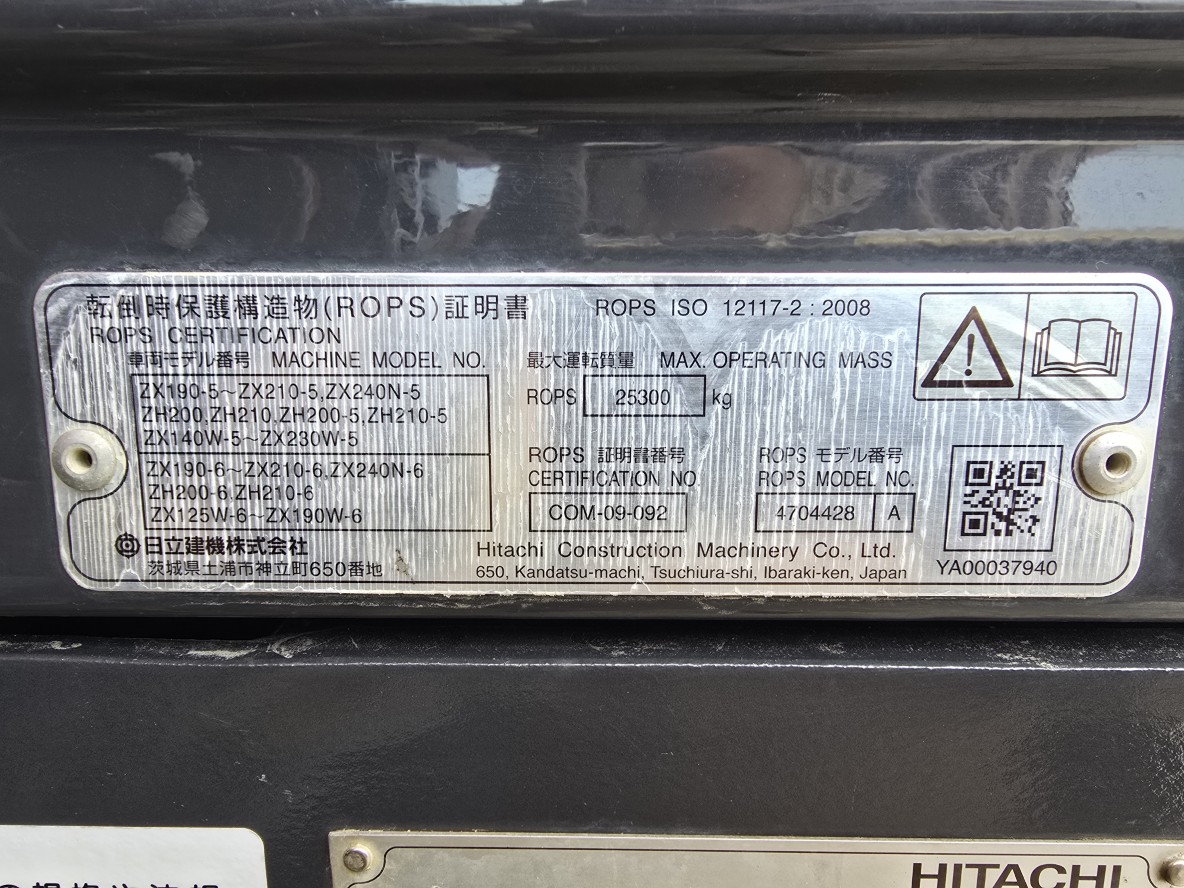 転倒時保護構造物(ROPS)証明書
ROPS CERTIFICATION
ROPS ISO 12117-2 : 2008
車両モデル番号 MACHINE MODEL NO.
ZX190-5~ZX210-5,ZX240N-5
ZH200,ZH210,ZH200-5,ZH210-5
ZX140W-5~ZX230W-5
ZX190-6~ZX210-6,ZX240N-6
ZH200-6,ZH210-6
ZX125W-6~ZX190W-6
最大運転質量 MAX. OPERATING MASS
ROPS 25300 kg
ROPS 証明書番号
CERTIFICATION NO.
COM-09-092
ROPS モデル番号
ROPS MODEL NO.
4704428 A
日立建機株式会社
茨城県土浦市神立町650番地
Hitachi Construction Machinery Co., Ltd.
650, Kandatsu-machi, Tsuchiura-shi, Ibaraki-ken, Japan
YA00037940
HITACHI